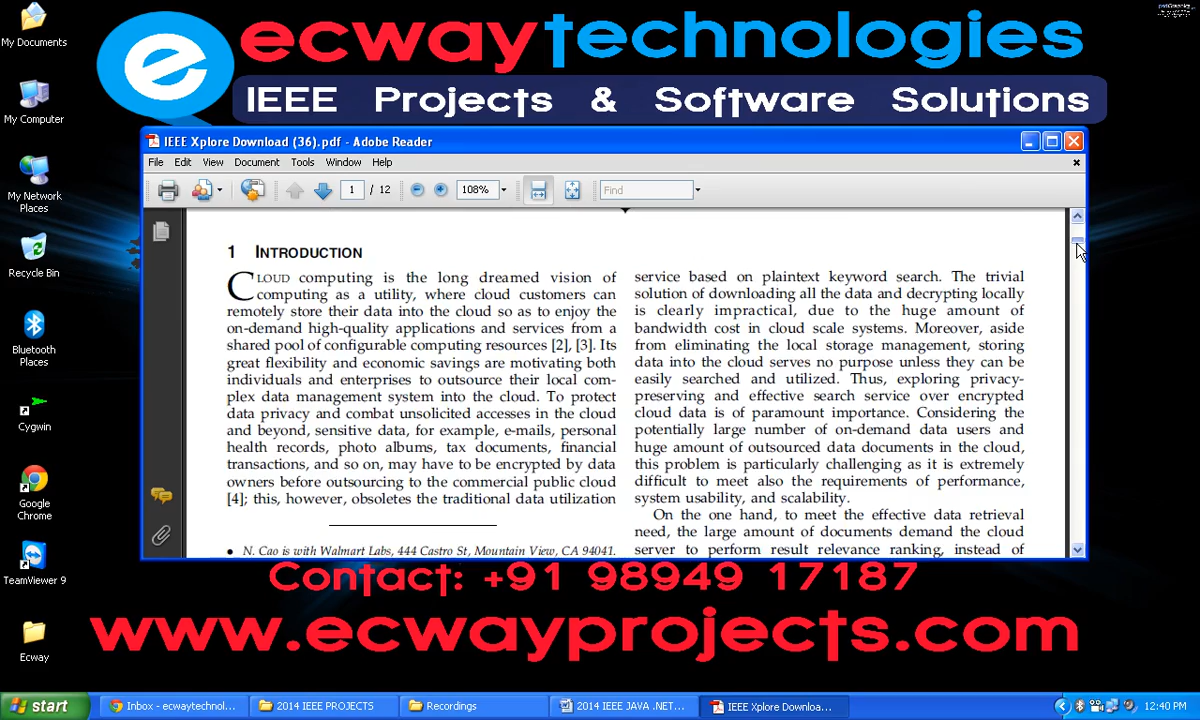 My Documents
My Computer
My Network
Places
Recycle Bin
Bluetooth
Places
Cygwin
Google
Chrome
TeamViewer 9
Ecway
e
ecwaytechnologies
IEEE Projects & Software Solutions
IEEE Xplore Download (36).pdf - Adobe Reader
File Edit View Document Tools Window Help
1 / 12 108% Find
1 INTRODUCTION
CLOUD computing is the long dreamed vision of
computing as a utility, where cloud customers can
remotely store their data into the cloud so as to enjoy the
on-demand high-quality applications and services from a
shared pool of configurable computing resources [2], [3]. Its
great flexibility and economic savings are motivating both
individuals and enterprises to outsource their local com-
plex data management system into the cloud. To protect
data privacy and combat unsolicited accesses in the cloud
and beyond, sensitive data, for example, e-mails, personal
health records, photo albums, tax documents, financial
transactions, and so on, may have to be encrypted by data
owners before outsourcing to the commercial public cloud
[4]; this, however, obsoletes the traditional data utilization
• N. Cao is with Walmart Labs, 444 Castro St, Mountain View, CA 94041.
service based on plaintext keyword search. The trivial
solution of downloading all the data and decrypting locally
is clearly impractical, due to the huge amount of
bandwidth cost in cloud scale systems. Moreover, aside
from eliminating the local storage management, storing
data into the cloud serves no purpose unless they can be
easily searched and utilized. Thus, exploring privacy-
preserving and effective search service over encrypted
cloud data is of paramount importance. Considering the
potentially large number of on-demand data users and
huge amount of outsourced data documents in the cloud,
this problem is particularly challenging as it is extremely
difficult to meet also the requirements of performance,
system usability, and scalability.
On the one hand, to meet the effective data retrieval
need, the large amount of documents demand the cloud
server to perform result relevance ranking, instead of
Contact: +91 98949 17187
www.ecwayprojects.com
start
Inbox - ecwaytechnol...
2014 IEEE PROJECTS
Recordings
2014 IEEE JAVA .NET...
IEEE Xplore Downloa...
12:40 PM